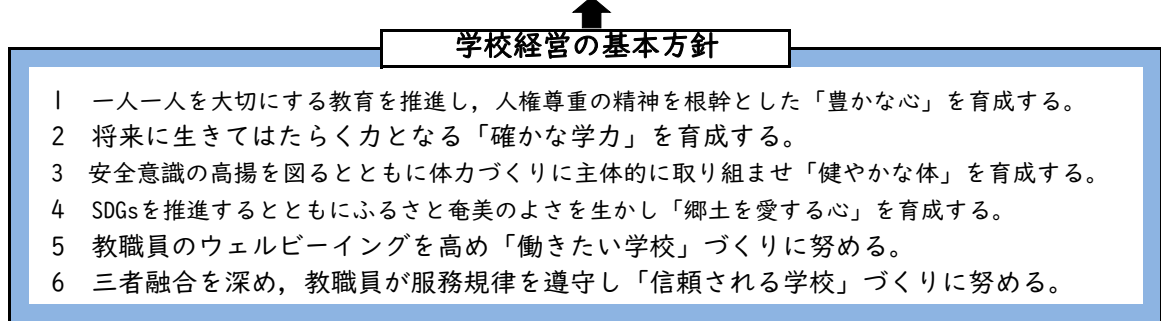 学校経営の基本方針
1 一人一人を大切にする教育を推進し，人権尊重の精神を根幹とした「豊かな心」を育成する。
2 将来に生きてはたらく力となる「確かな学力」を育成する。
3 安全意識の高揚を図るとともに体力づくりに主体的に取り組ませ「健やかな体」を育成する。
4 SDGsを推進するとともにふるさと奄美のよさを生かし「郷土を愛する心」を育成する。
5 教職員のウェルビーイングを高め「働きたい学校」づくりに努める。
6 三者融合を深め，教職員が服務規律を遵守し「信頼される学校」づくりに努める。